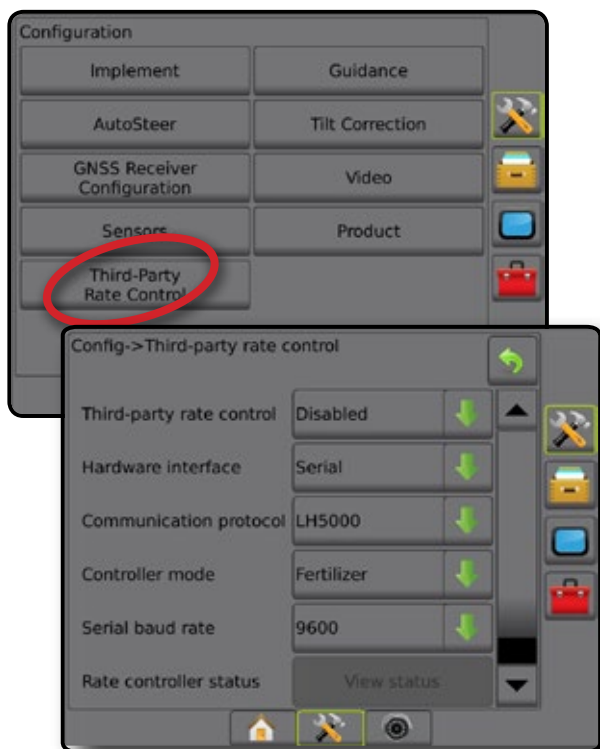 Configuration
Implement
Guidance
AutoSteer
Tilt Correction
GNSS Receiver
Configuration
Video
Sensors
Product
Third-Party
Rate Control
Config->Third-party rate control
Third-party rate control
Disabled
Hardware interface
Serial
Communication protocol
LH5000
Controller mode
Fertilizer
Serial baud rate
9600
Rate controller status
View status